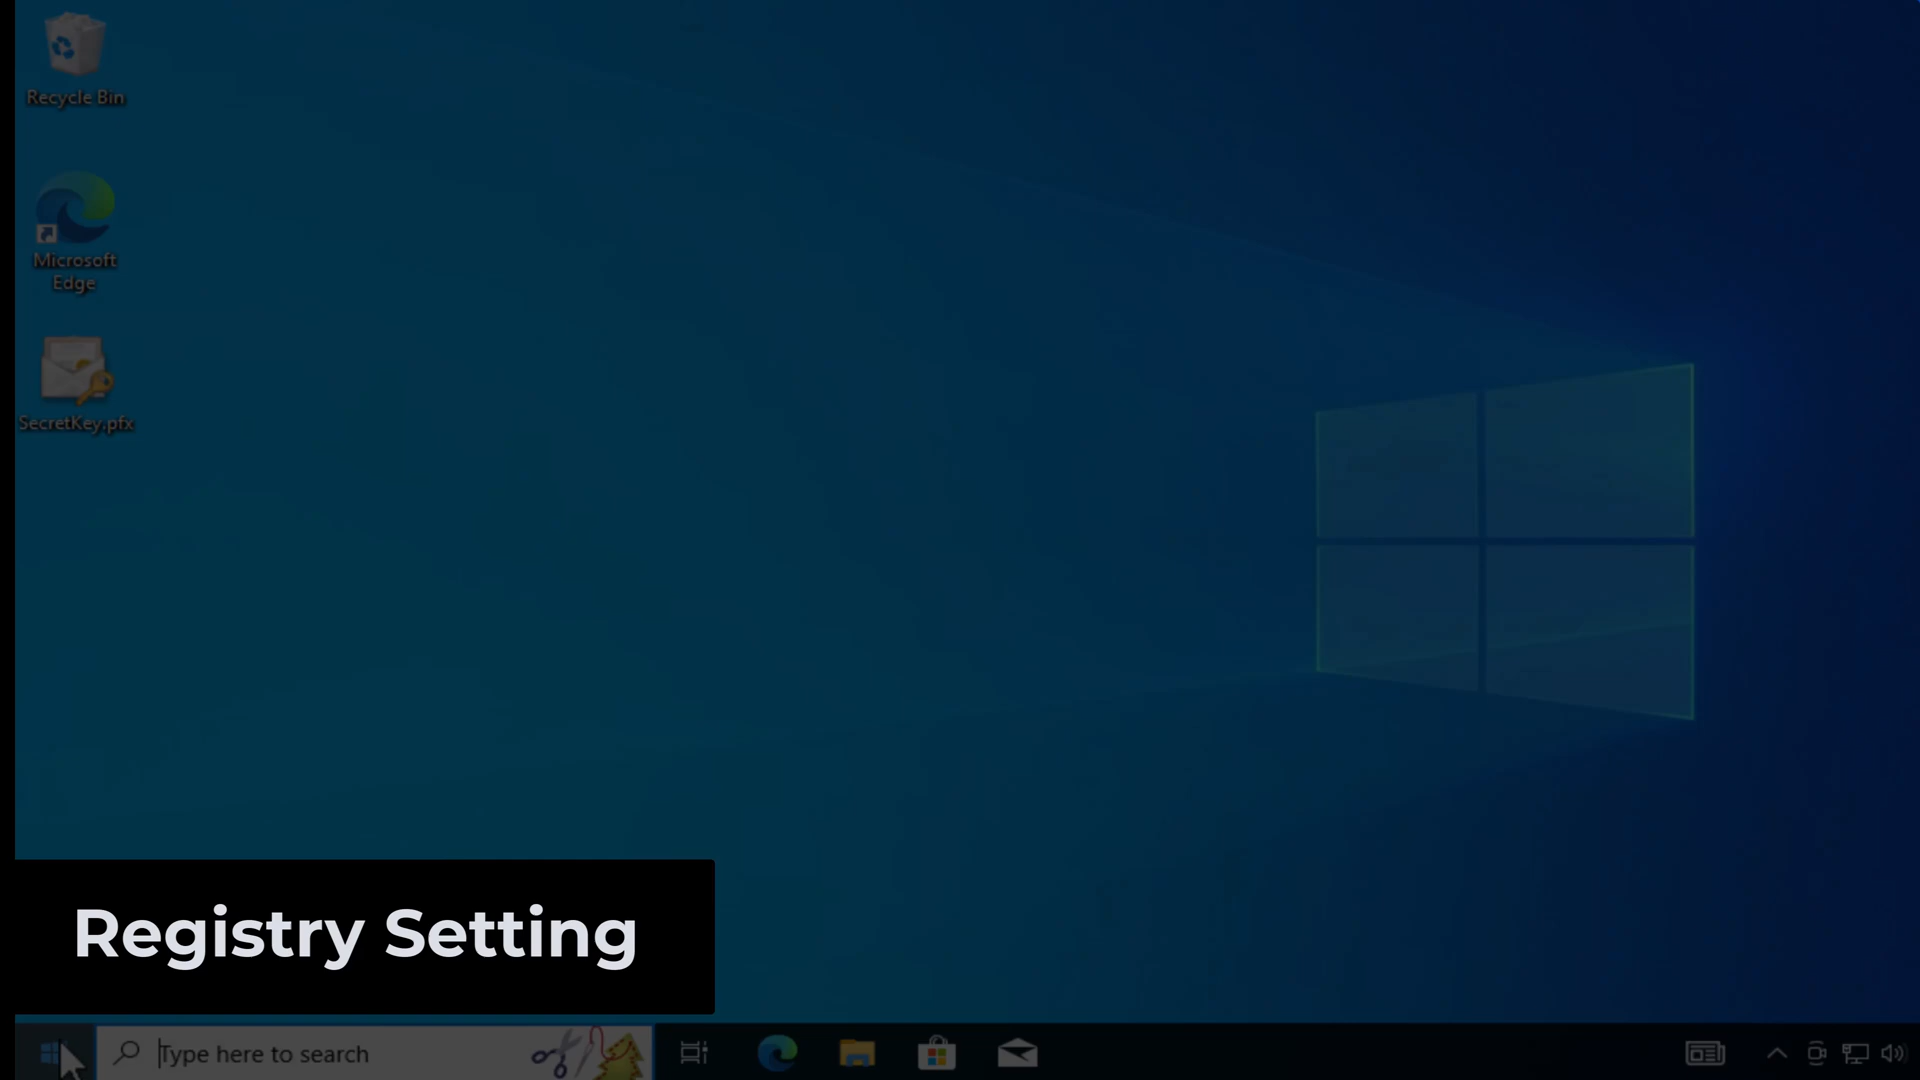 Recycle Bin
Microsoft
Edge
SecretKey.pfx
Registry Setting
Type here to search